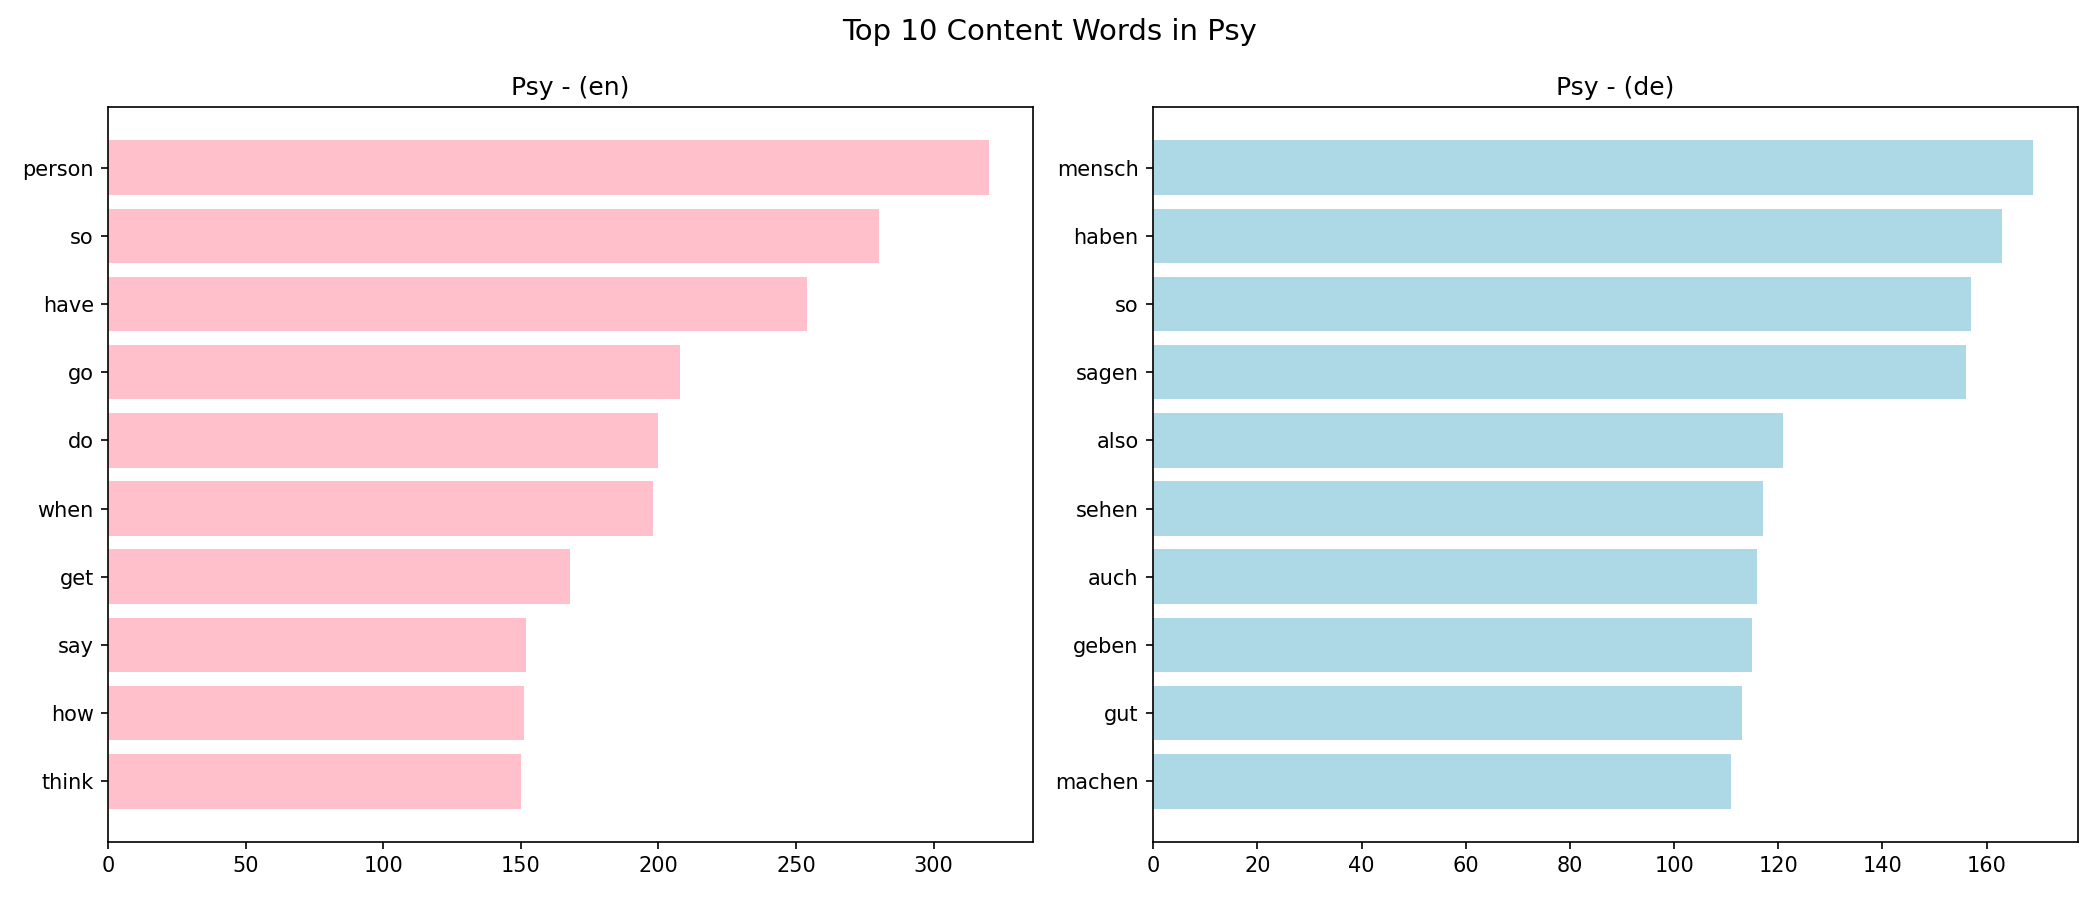 Top 10 Content Words in Psy
Psy - (en)
person
so
have
go
do
when
get
say
how
think
0 50 100 150 200 250 300
Psy - (de)
mensch
haben
so
sagen
also
sehen
auch
geben
gut
machen
0 20 40 60 80 100 120 140 160